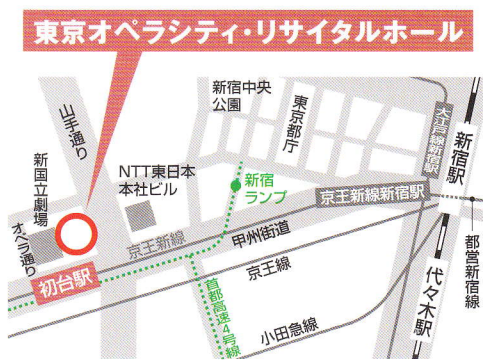 東京オペラシティ・リサイタルホール
山手通り
新宿中央
公園
東京都庁
大江戸線新宿駅
新宿駅
新国立劇場
NTT東日本
本社ビル
新宿
ランプ
京王新線新宿駅
オペラ通り
京王新線
甲州街道
都営新宿線
初台駅
京王線
代々木駅
首都高速4号線
小田急線